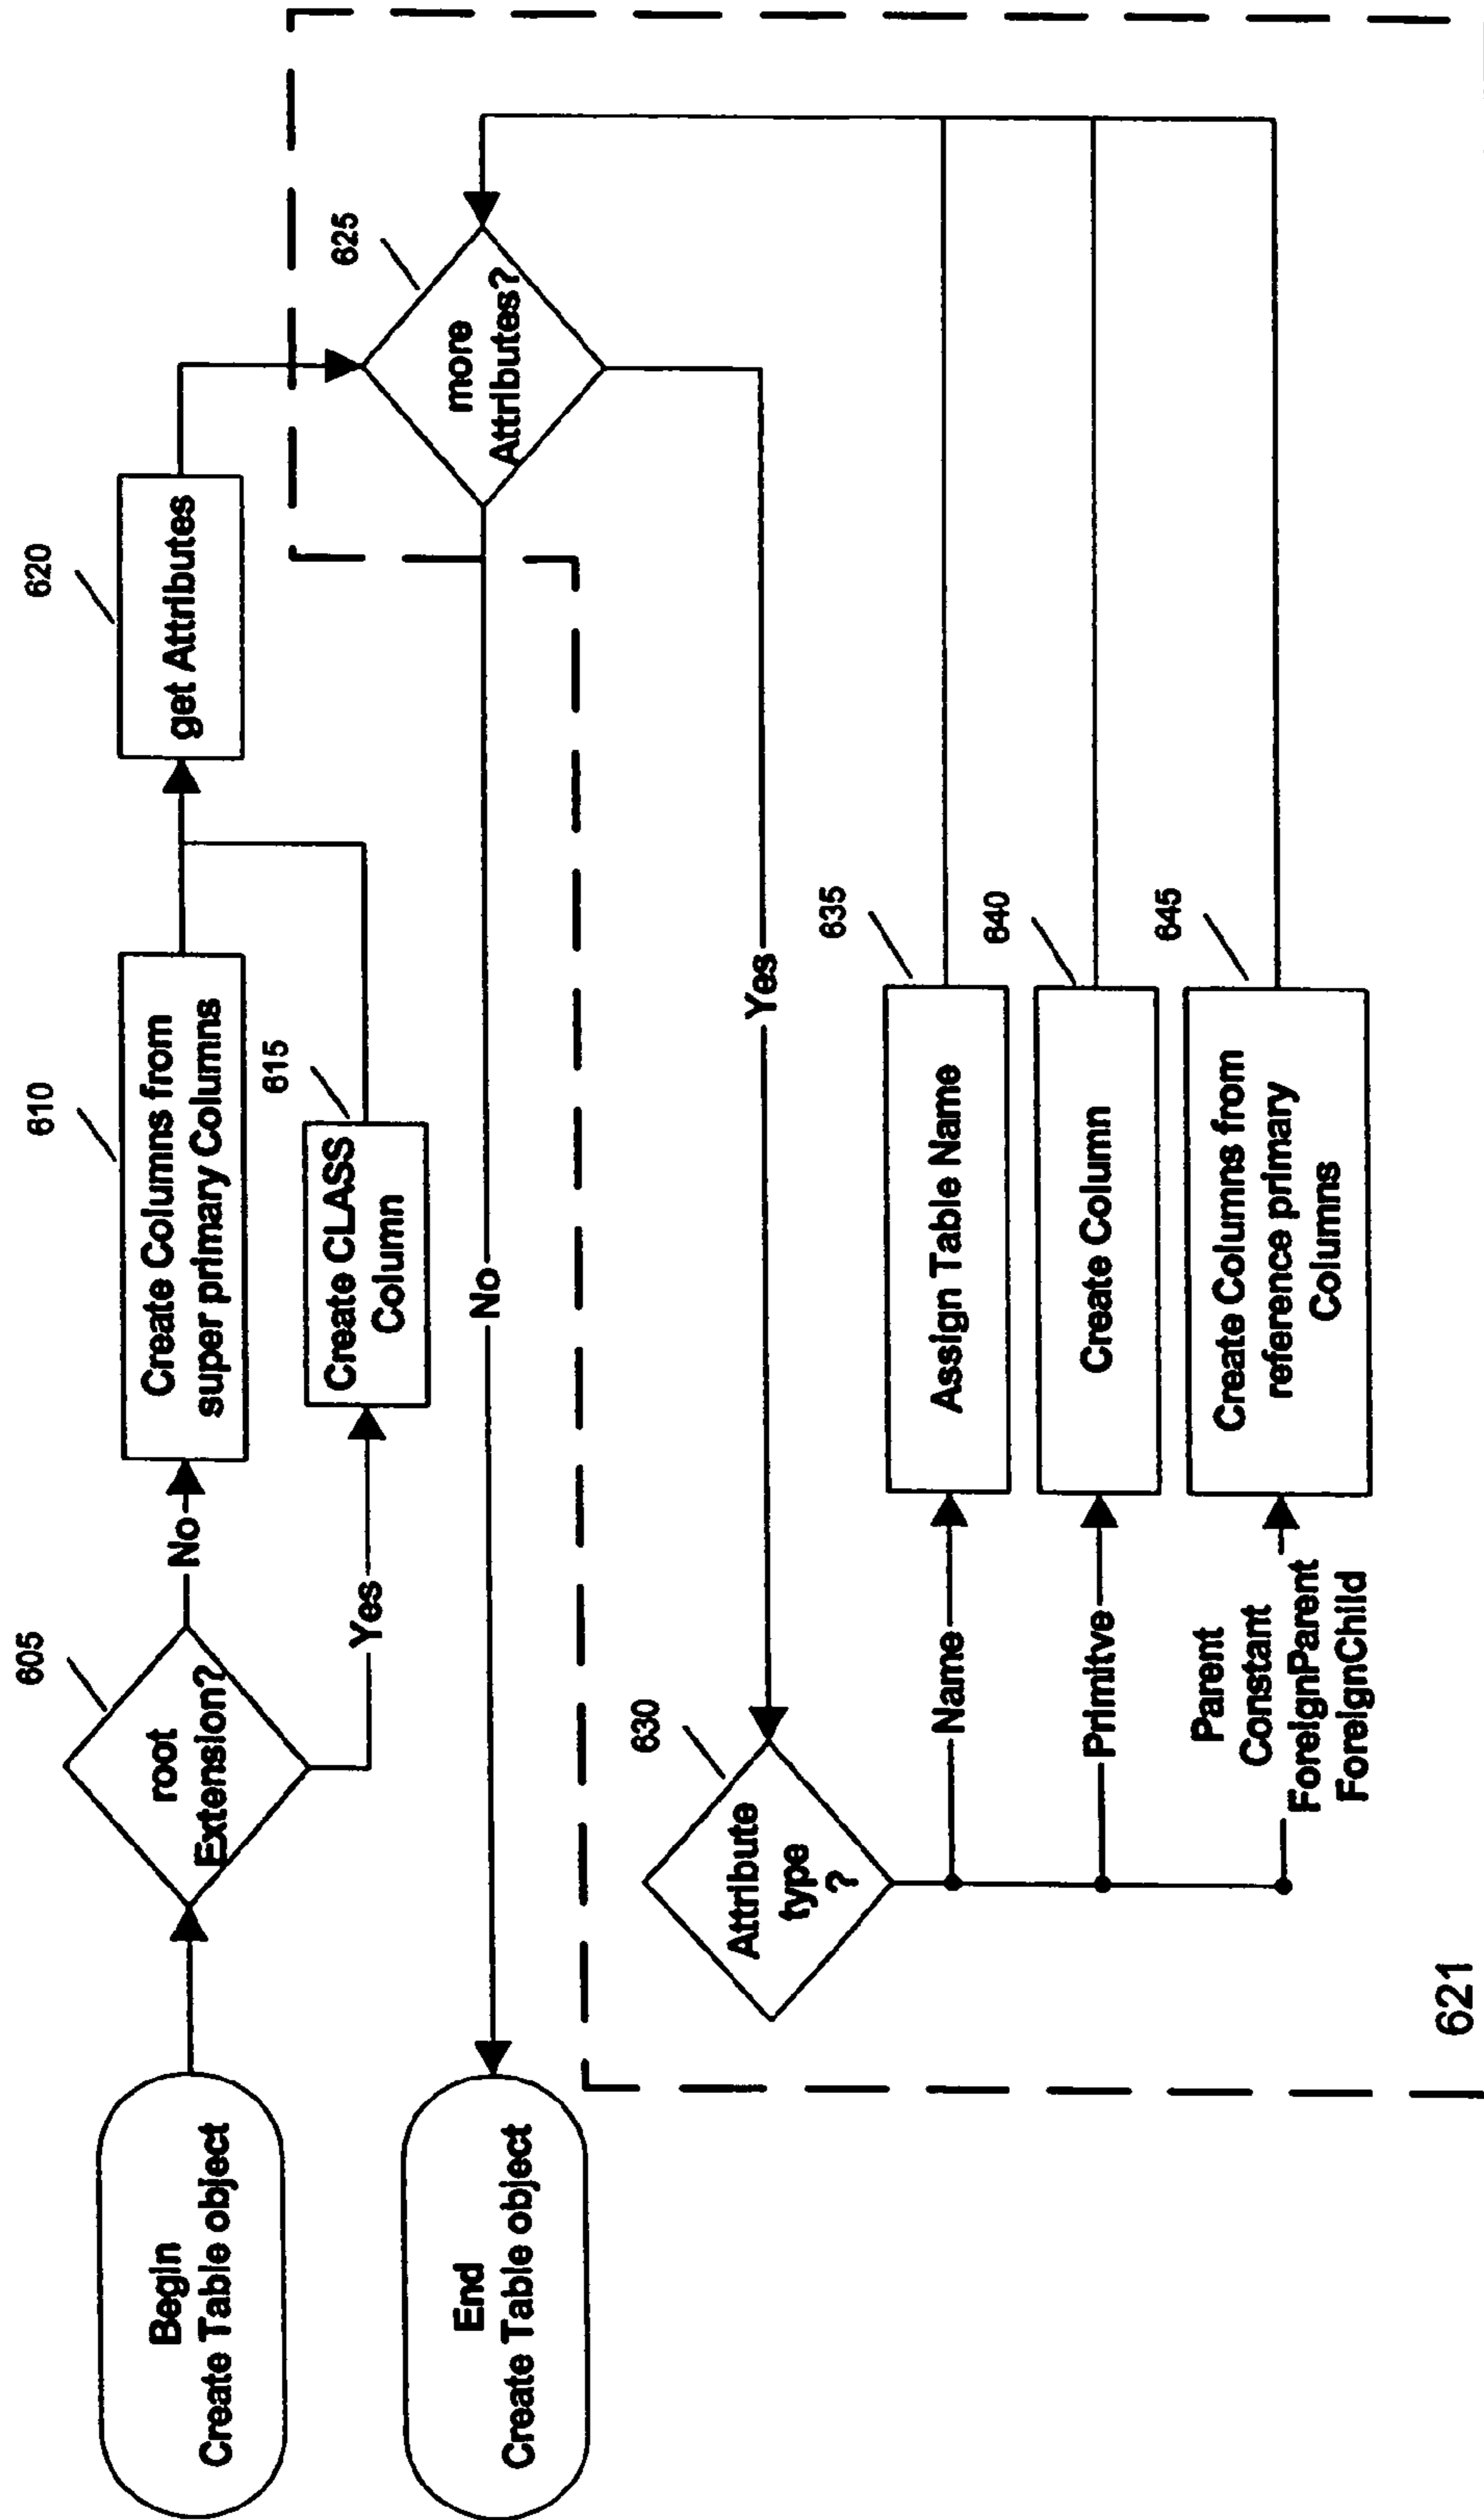 Begin
Create Table object
605
root
Extension?
No
Yes
610
Create Columns from
super primary Columns
615
Create CLASS
Column
620
get Attributes
625
more
Attributes?
No
End
Create Table object
Yes
630
Attribute
type
?
Name
Primitive
Parent
Constant
ForeignParent
ForeignChild
635
Assign Table Name
640
Create Column
645
Create Columns from
reference primary
Columns
621